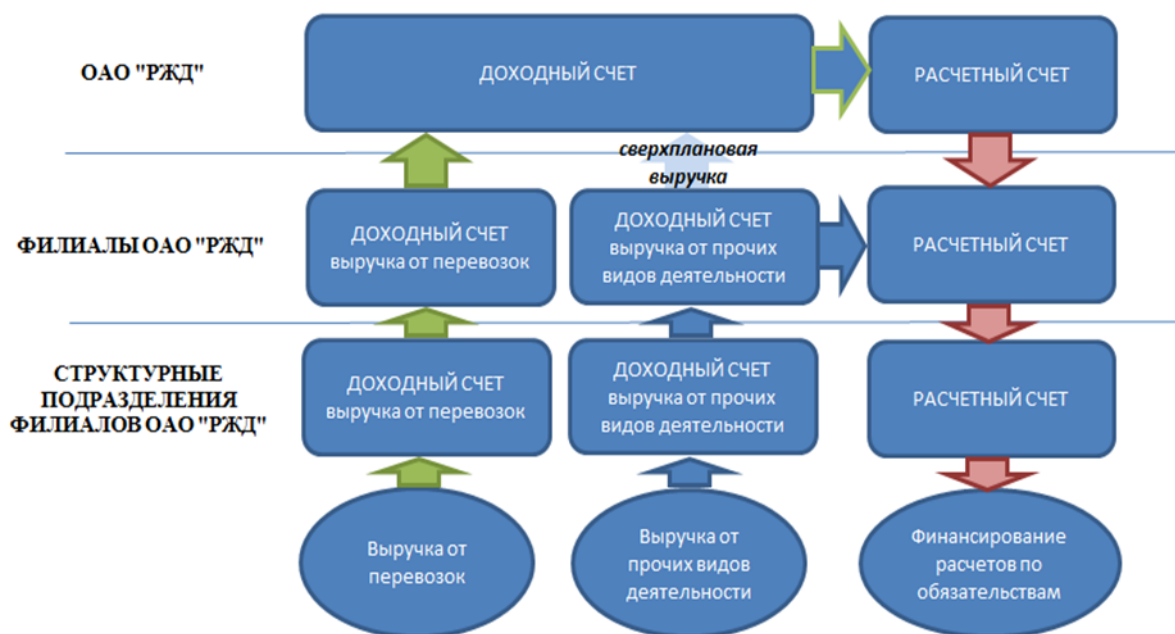 ОАО "РЖД"
ДОХОДНЫЙ СЧЕТ
РАСЧЕТНЫЙ СЧЕТ
сверхплановая
выручка
ФИЛИАЛЫ ОАО "РЖД"
ДОХОДНЫЙ СЧЕТ
выручка от перевозок
ДОХОДНЫЙ СЧЕТ
выручка от прочих
видов деятельности
РАСЧЕТНЫЙ СЧЕТ
СТРУКТУРНЫЕ
ПОДРАЗДЕЛЕНИЯ
ФИЛИАЛОВ ОАО "РЖД"
ДОХОДНЫЙ СЧЕТ
выручка от перевозок
ДОХОДНЫЙ СЧЕТ
выручка от прочих
видов деятельности
РАСЧЕТНЫЙ СЧЕТ
Выручка от
перевозок
Выручка от
прочих видов
деятельности
Финансирование
расчетов по
обязательствам